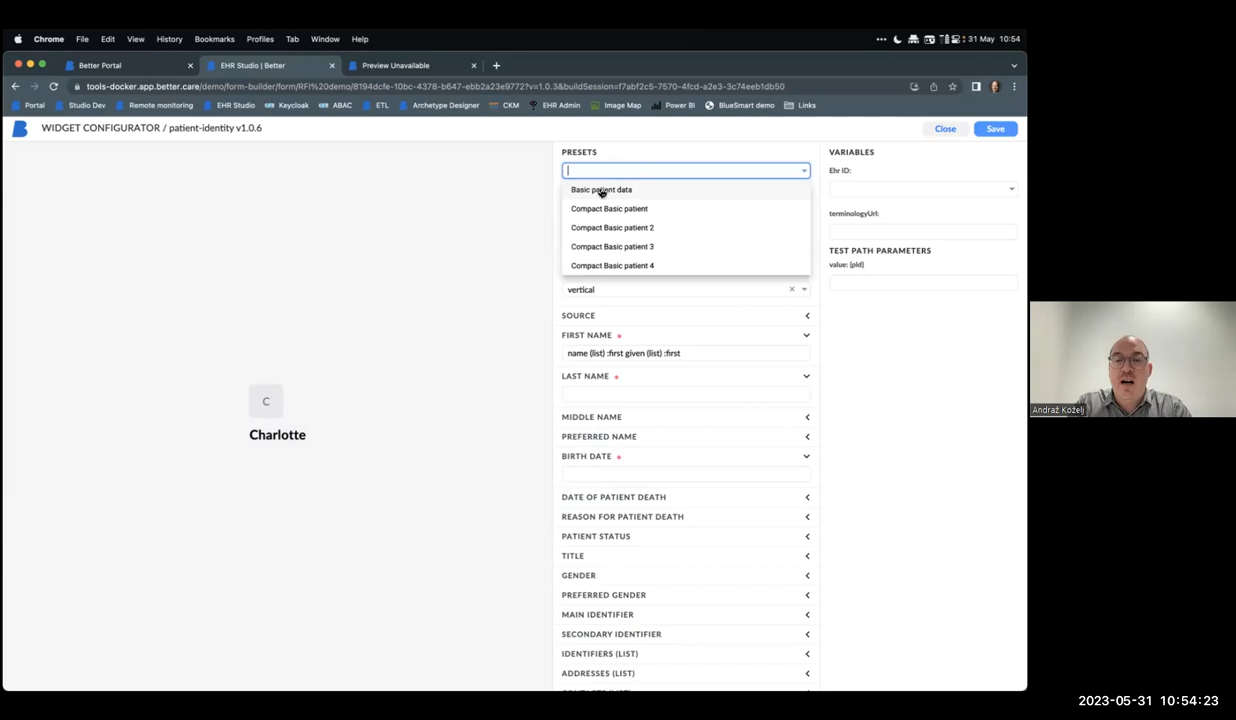 Chrome File Edit View History Bookmarks Profiles Tab Window Help
••• 31 May 10:54
Better Portal
EHR Studio | Better
Preview Unavailable
tools-docker.app.better.care/demo/form-builder/form/RFI%20demo/8194dcfe-10bc-4378-b647-ebb2a23e9772?v=1.0.3&buildSession=f7abf2c5-7570-4fcd-a2e3-3c74eeb1db50
Portal Studio Dev Remote monitoring EHR Studio Keycloak ABAC ETL Archetype Designer CKM EHR Admin Image Map Power BI BlueSmart demo Links
WIDGET CONFIGURATOR / patient-identity v1.0.6
Close
Save
PRESETS
Basic patient data
Compact Basic patient
Compact Basic patient 2
Compact Basic patient 3
Compact Basic patient 4
vertical
SOURCE
FIRST NAME
name (list) :first given (list) :first
LAST NAME
MIDDLE NAME
PREFERRED NAME
BIRTH DATE
DATE OF PATIENT DEATH
REASON FOR PATIENT DEATH
PATIENT STATUS
TITLE
GENDER
PREFERRED GENDER
MAIN IDENTIFIER
SECONDARY IDENTIFIER
IDENTIFIERS (LIST)
ADDRESSES (LIST)
VARIABLES
Ehr ID:
terminologyUrl:
TEST PATH PARAMETERS
value: {pId}
C
Charlotte
Andraž Koželj
2023-05-31 10:54:23